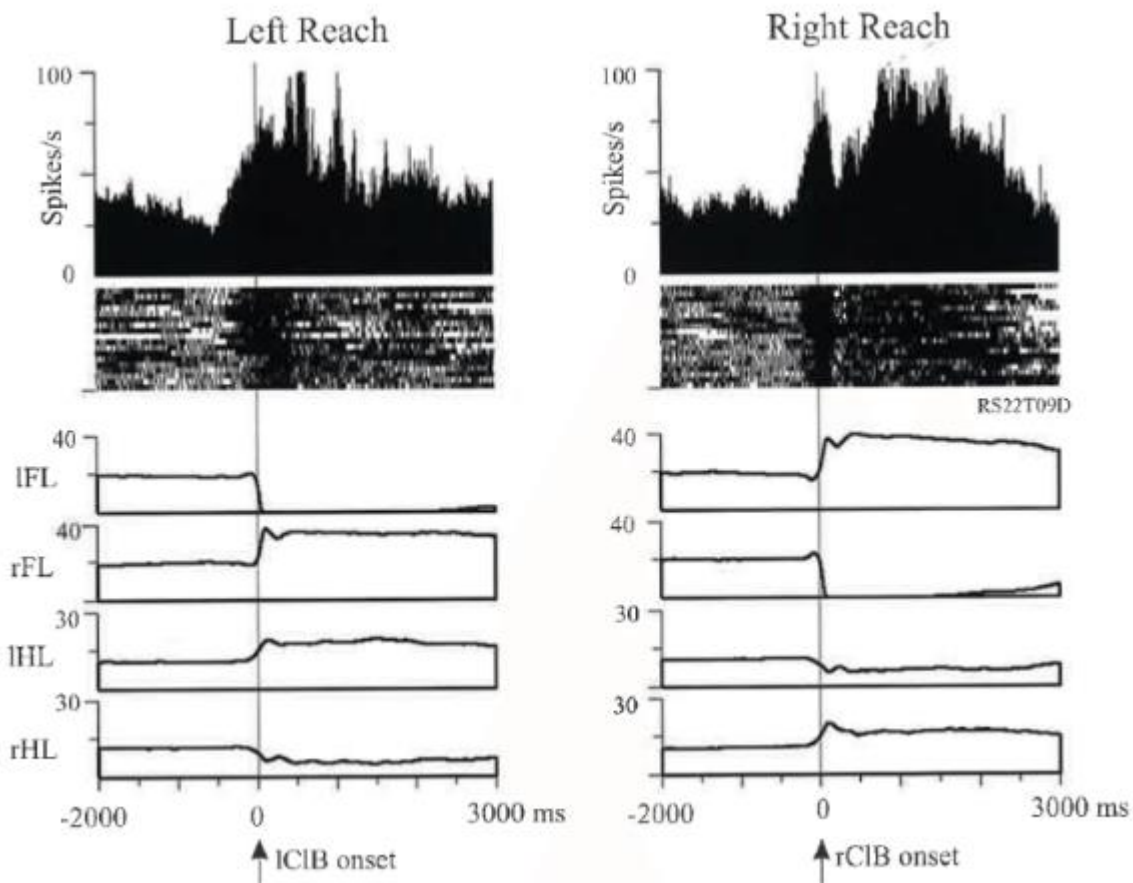 Left Reach
Right Reach
100
Spikes/s
0
100
Spikes/s
0
RS22T09D
lFL
40
40
rFL
40
40
lHL
30
30
rHL
30
30
-2000
0
3000 ms
-2000
0
3000 ms
lClB onset
rClB onset